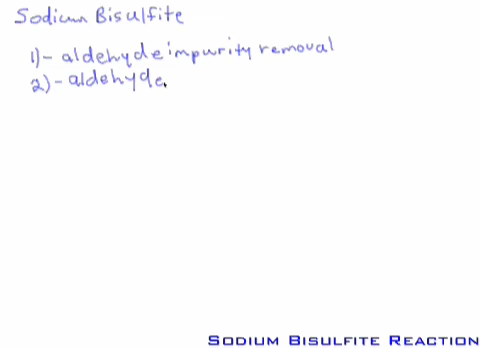 Sodium Bisulfite
1)- aldehyde impurity removal
2)- aldehyde
SODIUM BISULFITE REACTION